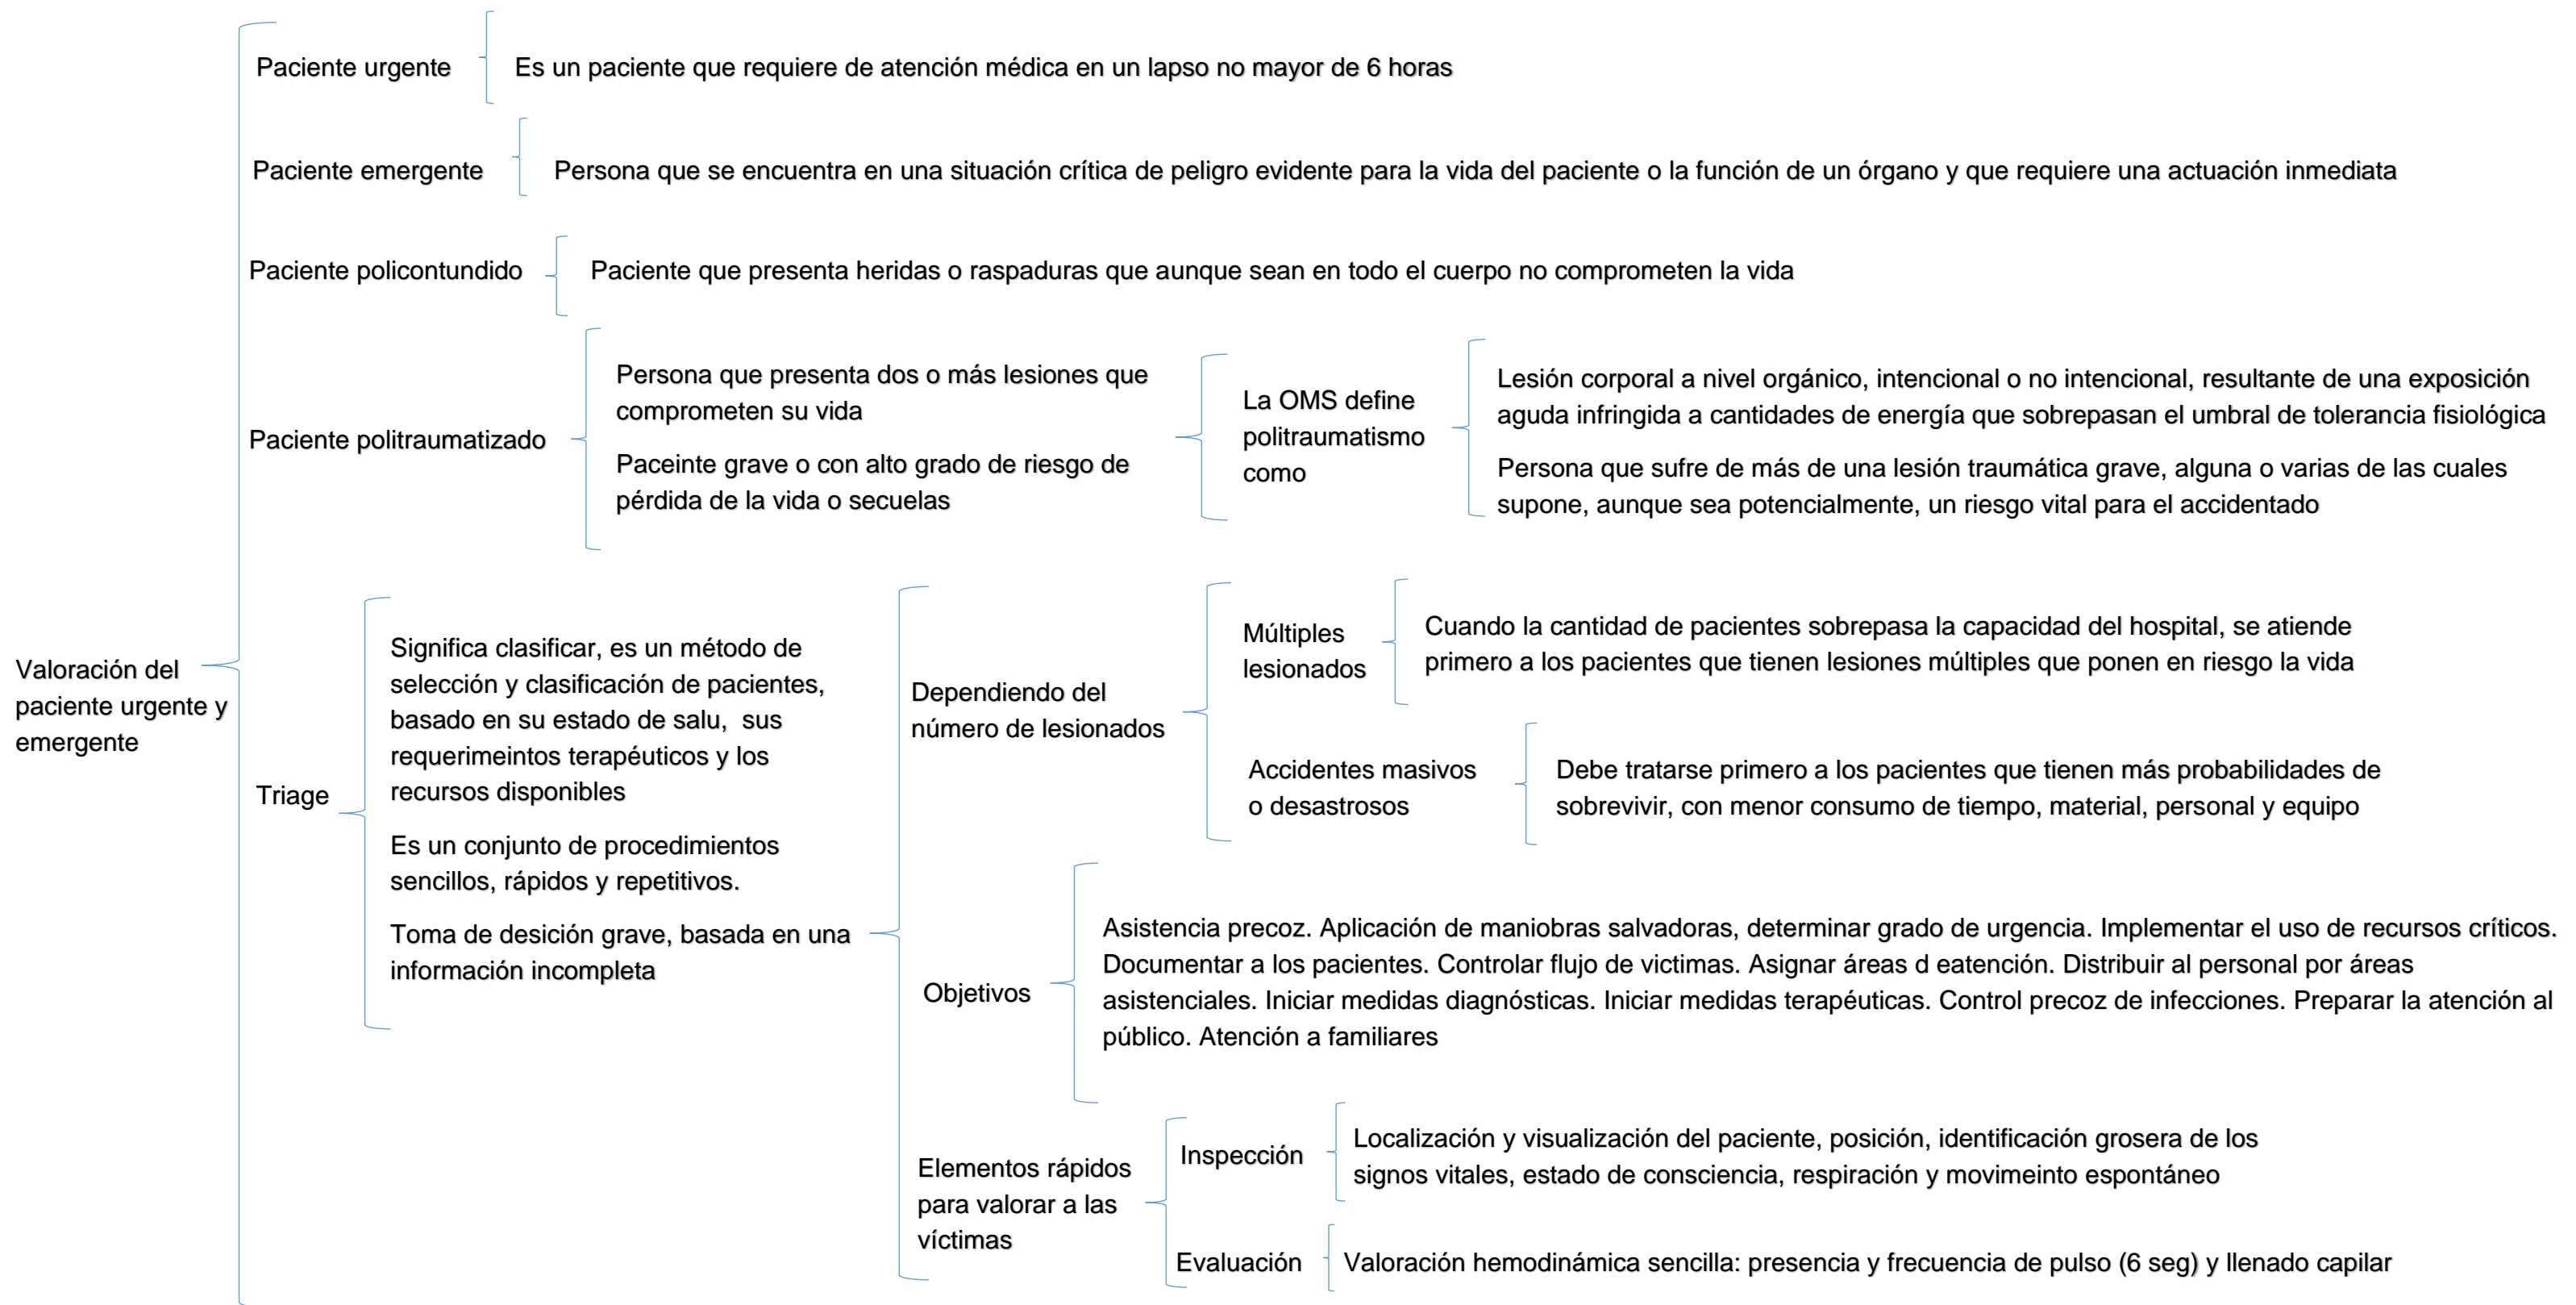 Paciente urgente
Es un paciente que requiere de atención médica en un lapso no mayor de 6 horas
Paciente emergente
Persona que se encuentra en una situación crítica de peligro evidente para la vida del paciente o la función de un órgano y que requiere una actuación inmediata
Paciente policontundido
Paciente que presenta heridas o raspaduras que aunque sean en todo el cuerpo no comprometen la vida
Paciente politraumatizado
Persona que presenta dos o más lesiones que
comprometen su vida
Paceinte grave o con alto grado de riesgo de
pérdida de la vida o secuelas
La OMS define
politraumatismo
como
Lesión corporal a nivel orgánico, intencional o no intencional, resultante de una exposición
aguda infringida a cantidades de energía que sobrepasan el umbral de tolerancia fisiológica
Persona que sufre de más de una lesión traumática grave, alguna o varias de las cuales
supone, aunque sea potencialmente, un riesgo vital para el accidentado
Valoración del
paciente urgente y
emergente
Triage
Significa clasificar, es un método de
selección y clasificación de pacientes,
basado en su estado de salu,  sus
requerimeintos terapéuticos y los
recursos disponibles
Es un conjunto de procedimientos
sencillos, rápidos y repetitivos.
Toma de desición grave, basada en una
información incompleta
Dependiendo del
número de lesionados
Múltiples
lesionados
Cuando la cantidad de pacientes sobrepasa la capacidad del hospital, se atiende
primero a los pacientes que tienen lesiones múltiples que ponen en riesgo la vida
Accidentes masivos
o desastrosos
Debe tratarse primero a los pacientes que tienen más probabilidades de
sobrevivir, con menor consumo de tiempo, material, personal y equipo
Objetivos
Asistencia precoz. Aplicación de maniobras salvadoras, determinar grado de urgencia. Implementar el uso de recursos críticos.
Documentar a los pacientes. Controlar flujo de victimas. Asignar áreas d eatención. Distribuir al personal por áreas
asistenciales. Iniciar medidas diagnósticas. Iniciar medidas terapéuticas. Control precoz de infecciones. Preparar la atención al
público. Atención a familiares
Elementos rápidos
para valorar a las
víctimas
Inspección
Localización y visualización del paciente, posición, identificación grosera de los
signos vitales, estado de consciencia, respiración y movimeinto espontáneo
Evaluación
Valoración hemodinámica sencilla: presencia y frecuencia de pulso (6 seg) y llenado capilar